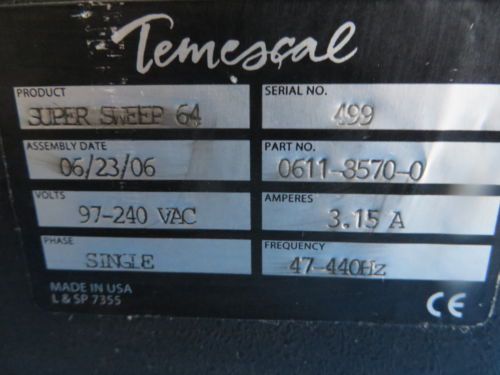 Temescal
PRODUCT
SUPER SWEEP 64
SERIAL NO.
499
ASSEMBLY DATE
06/23/06
PART NO.
0611-8570-0
VOLTS
97-240 VAC
AMPERES
3.15 A
PHASE
SINGLE
FREQUENCY
47-440Hz
MADE IN USA
L & SP 7355
CE